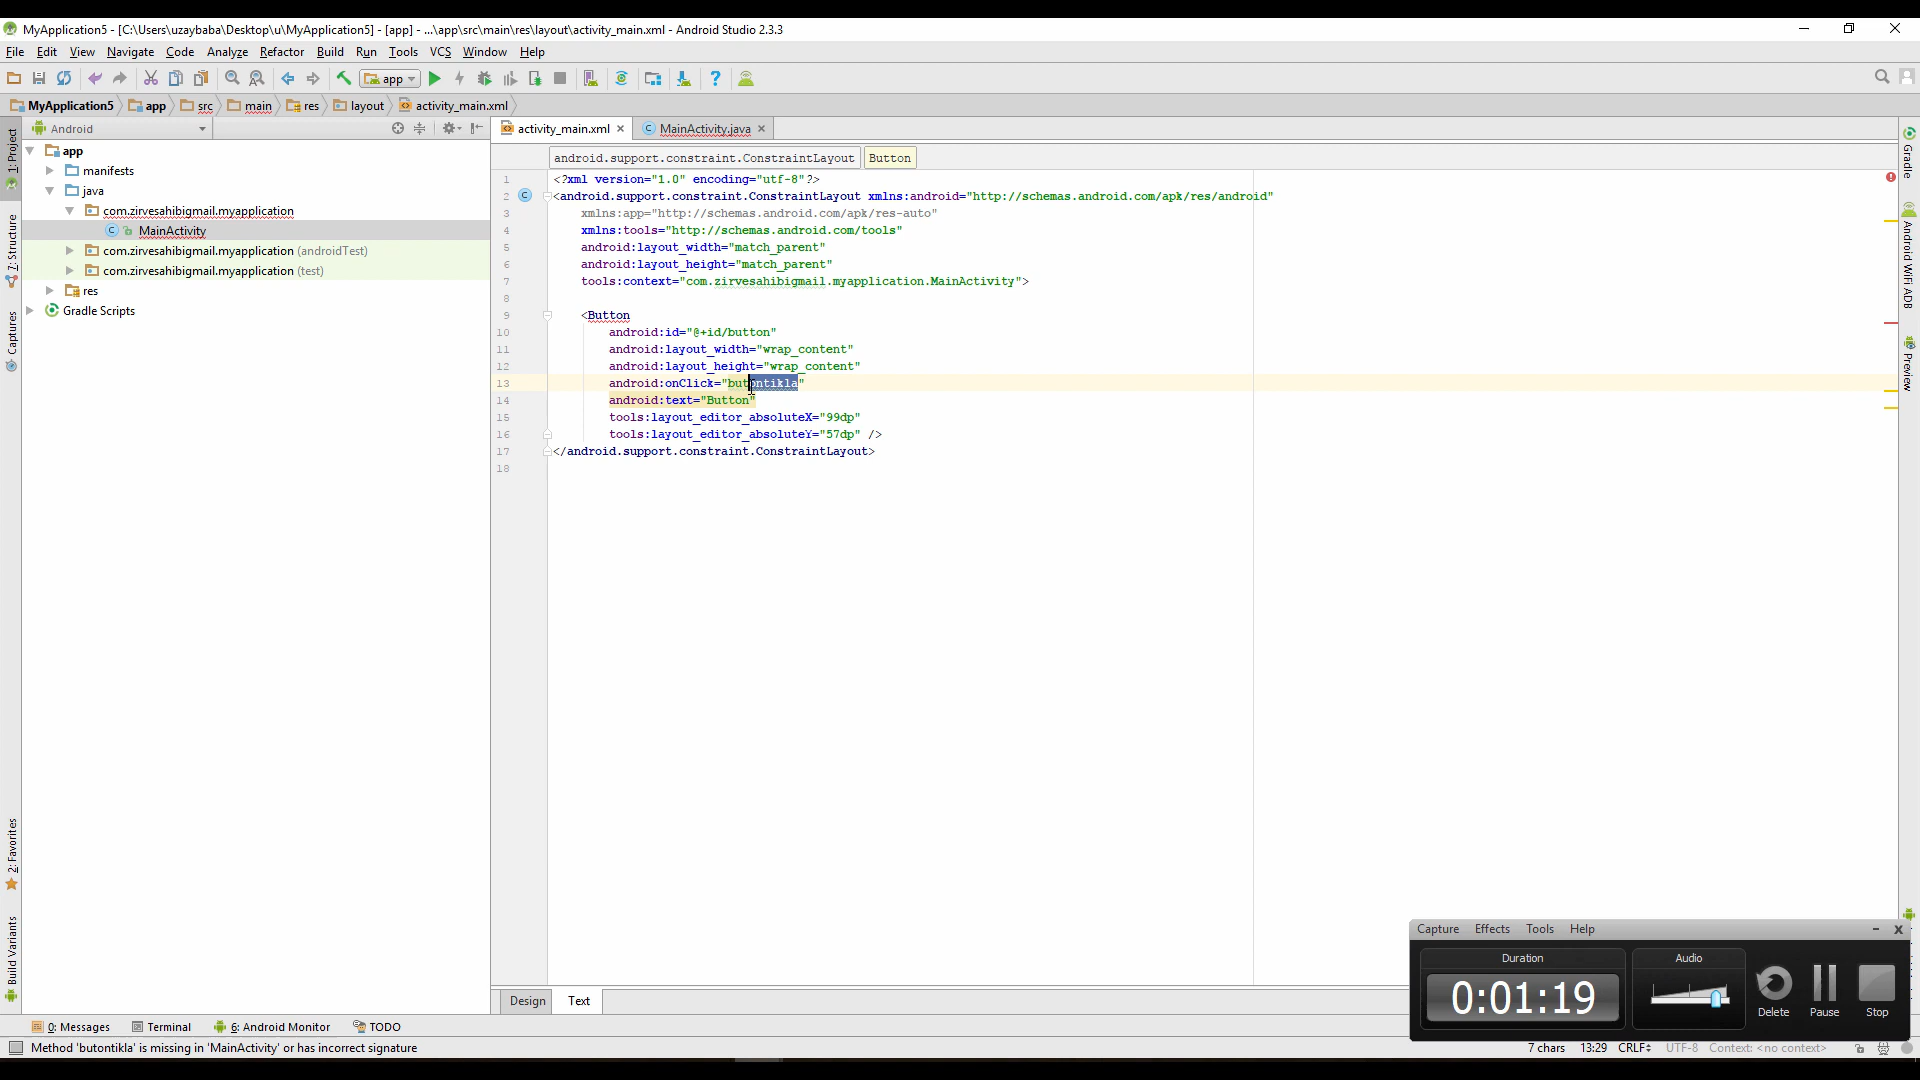 MyApplication5 - [C:\Users\uzaybaba\Desktop\u\MyApplication5] - [app] - ...\app\src\main\res\layout\activity_main.xml - Android Studio 2.3.3
File Edit View Navigate Code Analyze Refactor Build Run Tools VCS Window Help
app
MyApplication5 app src main res layout activity_main.xml
Android
activity_main.xml
MainActivity.java
1: Project
7: Structure
Captures
2: Favorites
Build Variants
app
manifests
java
com.zirvesahibigmail.myapplication
MainActivity
com.zirvesahibigmail.myapplication (androidTest)
com.zirvesahibigmail.myapplication (test)
res
Gradle Scripts
android.support.constraint.ConstraintLayout Button
1 <?xml version="1.0" encoding="utf-8"?>
2 <android.support.constraint.ConstraintLayout xmlns:android="http://schemas.android.com/apk/res/android"
3 xmlns:app="http://schemas.android.com/apk/res-auto"
4 xmlns:tools="http://schemas.android.com/tools"
5 android:layout_width="match_parent"
6 android:layout_height="match_parent"
7 tools:context="com.zirvesahibigmail.myapplication.MainActivity">
8
9 <Button
10 android:id="@+id/button"
11 android:layout_width="wrap_content"
12 android:layout_height="wrap_content"
13 android:onClick="butontikla"
14 android:text="Button"
15 tools:layout_editor_absoluteX="99dp"
16 tools:layout_editor_absoluteY="57dp" />
17 </android.support.constraint.ConstraintLayout>
18
Gradle
Android WiFi ADB
Preview
Design Text
Capture Effects Tools Help
Duration
0:01:19
Audio
Delete
Pause
Stop
0: Messages Terminal 6: Android Monitor TODO
Method 'butontikla' is missing in 'MainActivity' or has incorrect signature
7 chars 13:29 CRLF UTF-8 Context: <no context>